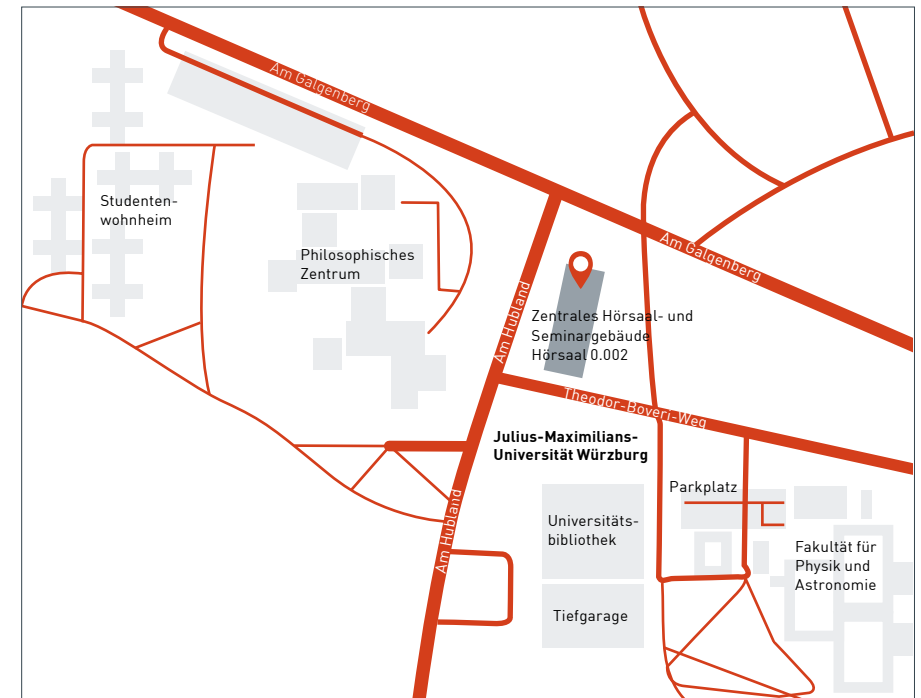 Am Galgenberg
Studenten-
wohnheim
Philosophisches
Zentrum
Am Galgenberg
Am Hubland
Zentrales Hörsaal- und
Seminargebäude
Hörsaal 0.002
Theodor-Boveri-Weg
Julius-Maximilians-
Universität Würzburg
Parkplatz
Am Hubland
Universitäts-
bibliothek
Fakultät für
Physik und
Astronomie
Tiefgarage